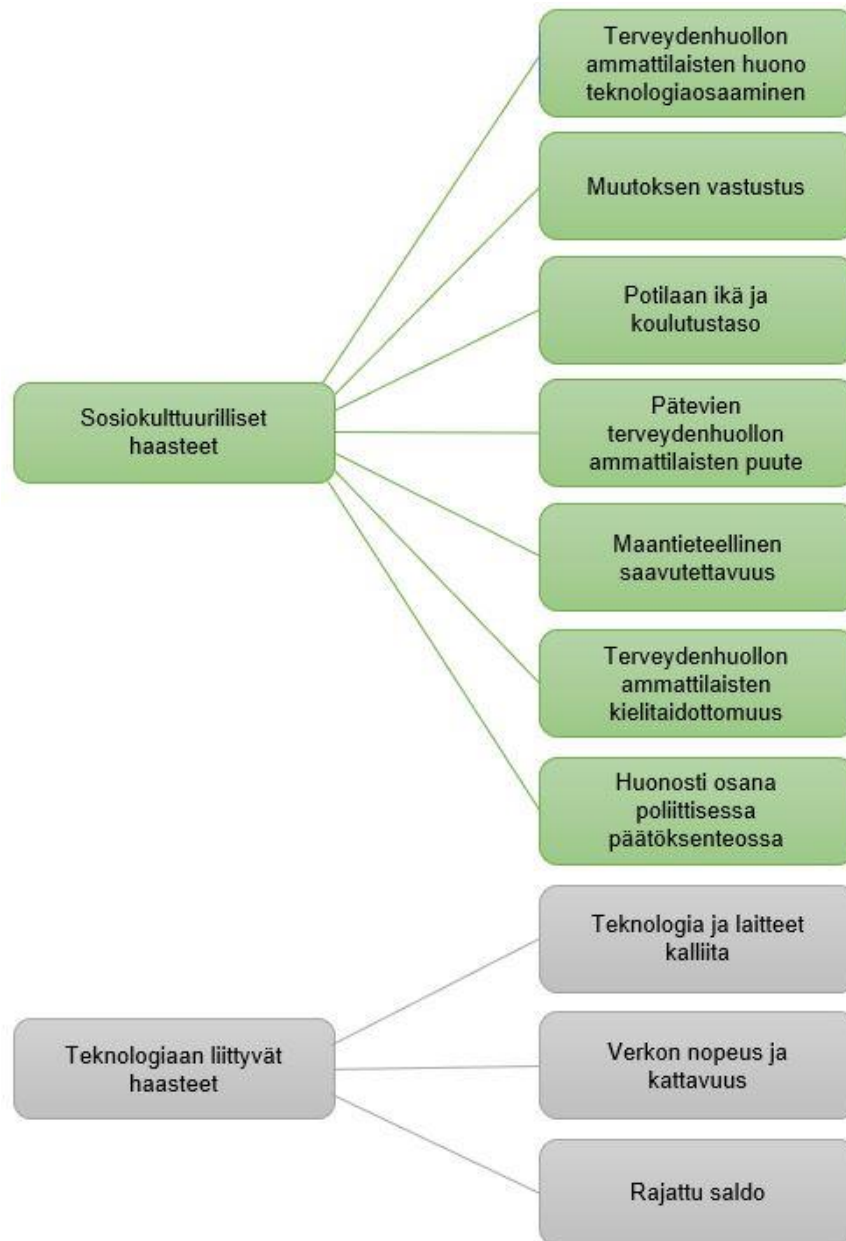 Terveydenhuollon
ammattilaisten huono
teknologiaosaaminen
Muutoksen vastustus
Potilaan ikä ja
koulutustaso
Sosiokulttuurilliset
haasteet
Pätevien
terveydenhuollon
ammattilaisten puute
Maantieteellinen
saavutettavuus
Terveydenhuollon
ammattilaisten
kielitaidottomuus
Huonosti osana
poliittisessa
päätöksenteossa
Teknologia ja laitteet
kalliita
Teknologiaan liittyvät
haasteet
Verkon nopeus ja
kattavuus
Rajattu saldo